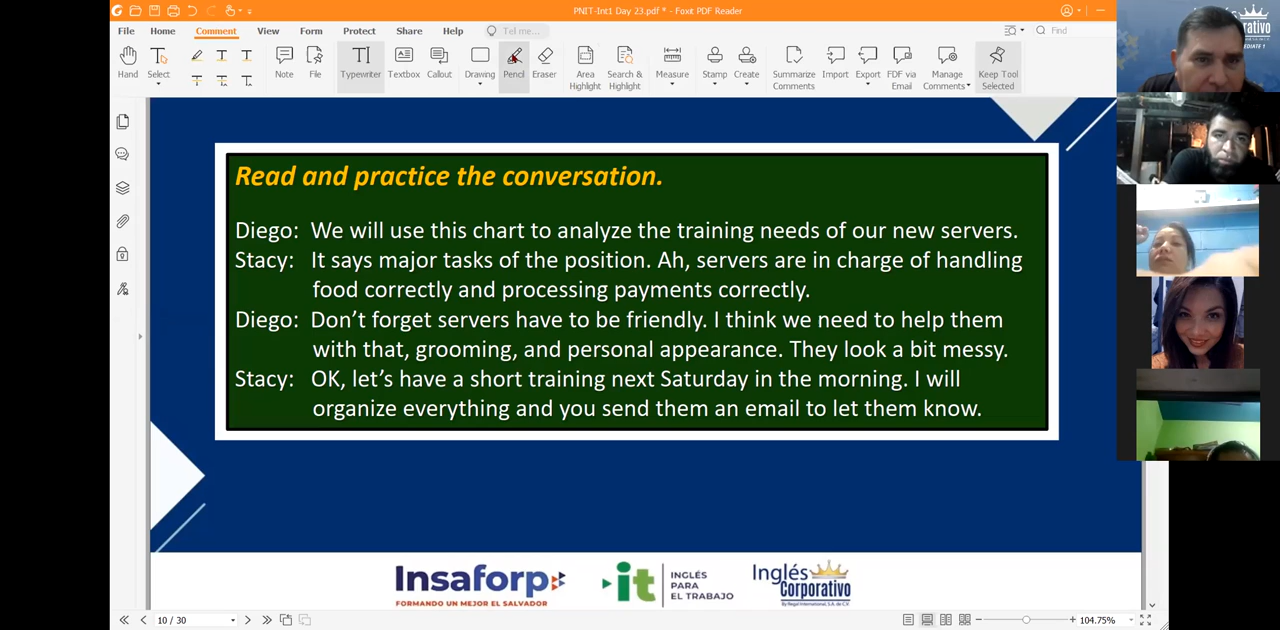 PNIT-Int1 Day 23.pdf * - Foxit PDF Reader
File Home Comment View Form Protect Share Help Tell me... Find
Hand Select Note File Typewriter Textbox Callout Drawing Pencil Eraser Area Highlight Search & Highlight Measure Stamp Create Summarize Comments Import Export FDF via Email Manage Comments Keep Tool Selected
Read and practice the conversation.
Diego: We will use this chart to analyze the training needs of our new servers.
Stacy: It says major tasks of the position. Ah, servers are in charge of handling
food correctly and processing payments correctly.
Diego: Don't forget servers have to be friendly. I think we need to help them
with that, grooming, and personal appearance. They look a bit messy.
Stacy: OK, let's have a short training next Saturday in the morning. I will
organize everything and you send them an email to let them know.
Insaforp
FORMANDO UN MEJOR EL SALVADOR
it INGLÉS PARA EL TRABAJO
Inglés Corporativo
By Regal International, S.A. de C.V.
10 / 30
104.75%